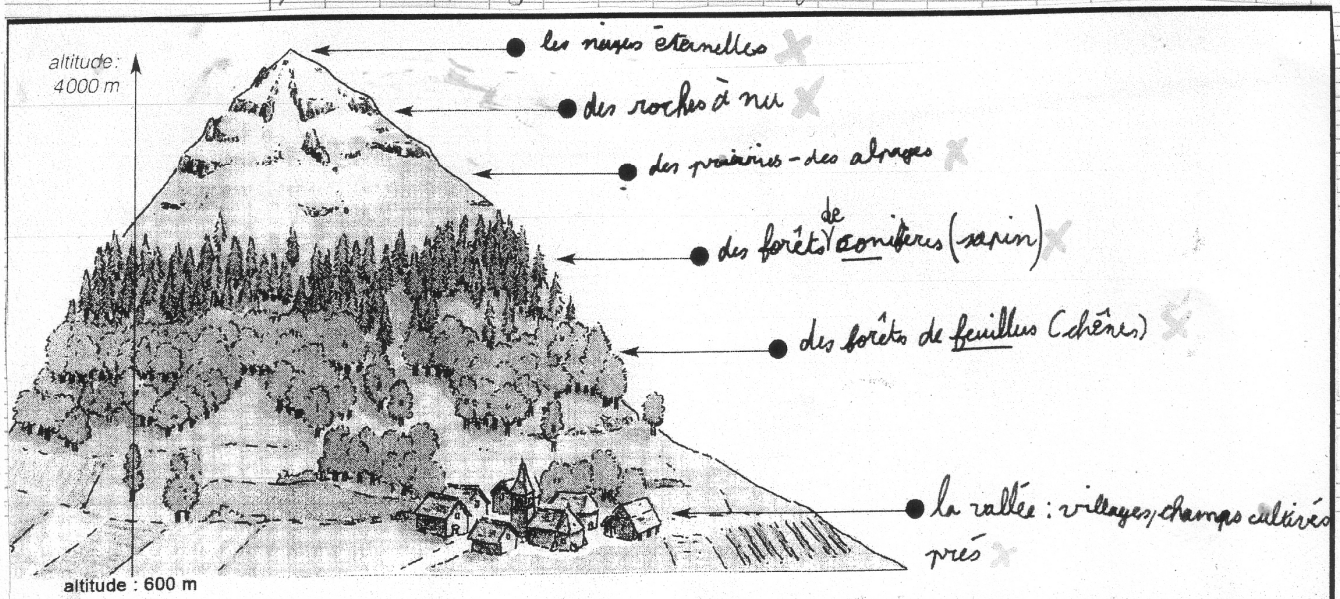 les neiges éternelles
altitude:
4000 m
des roches à nu
des prairies - des alpages
des forêts de conifères (sapin)
des forêts de feuillus (chênes)
la vallée : villages, champs cultivés
prés
altitude : 600 m